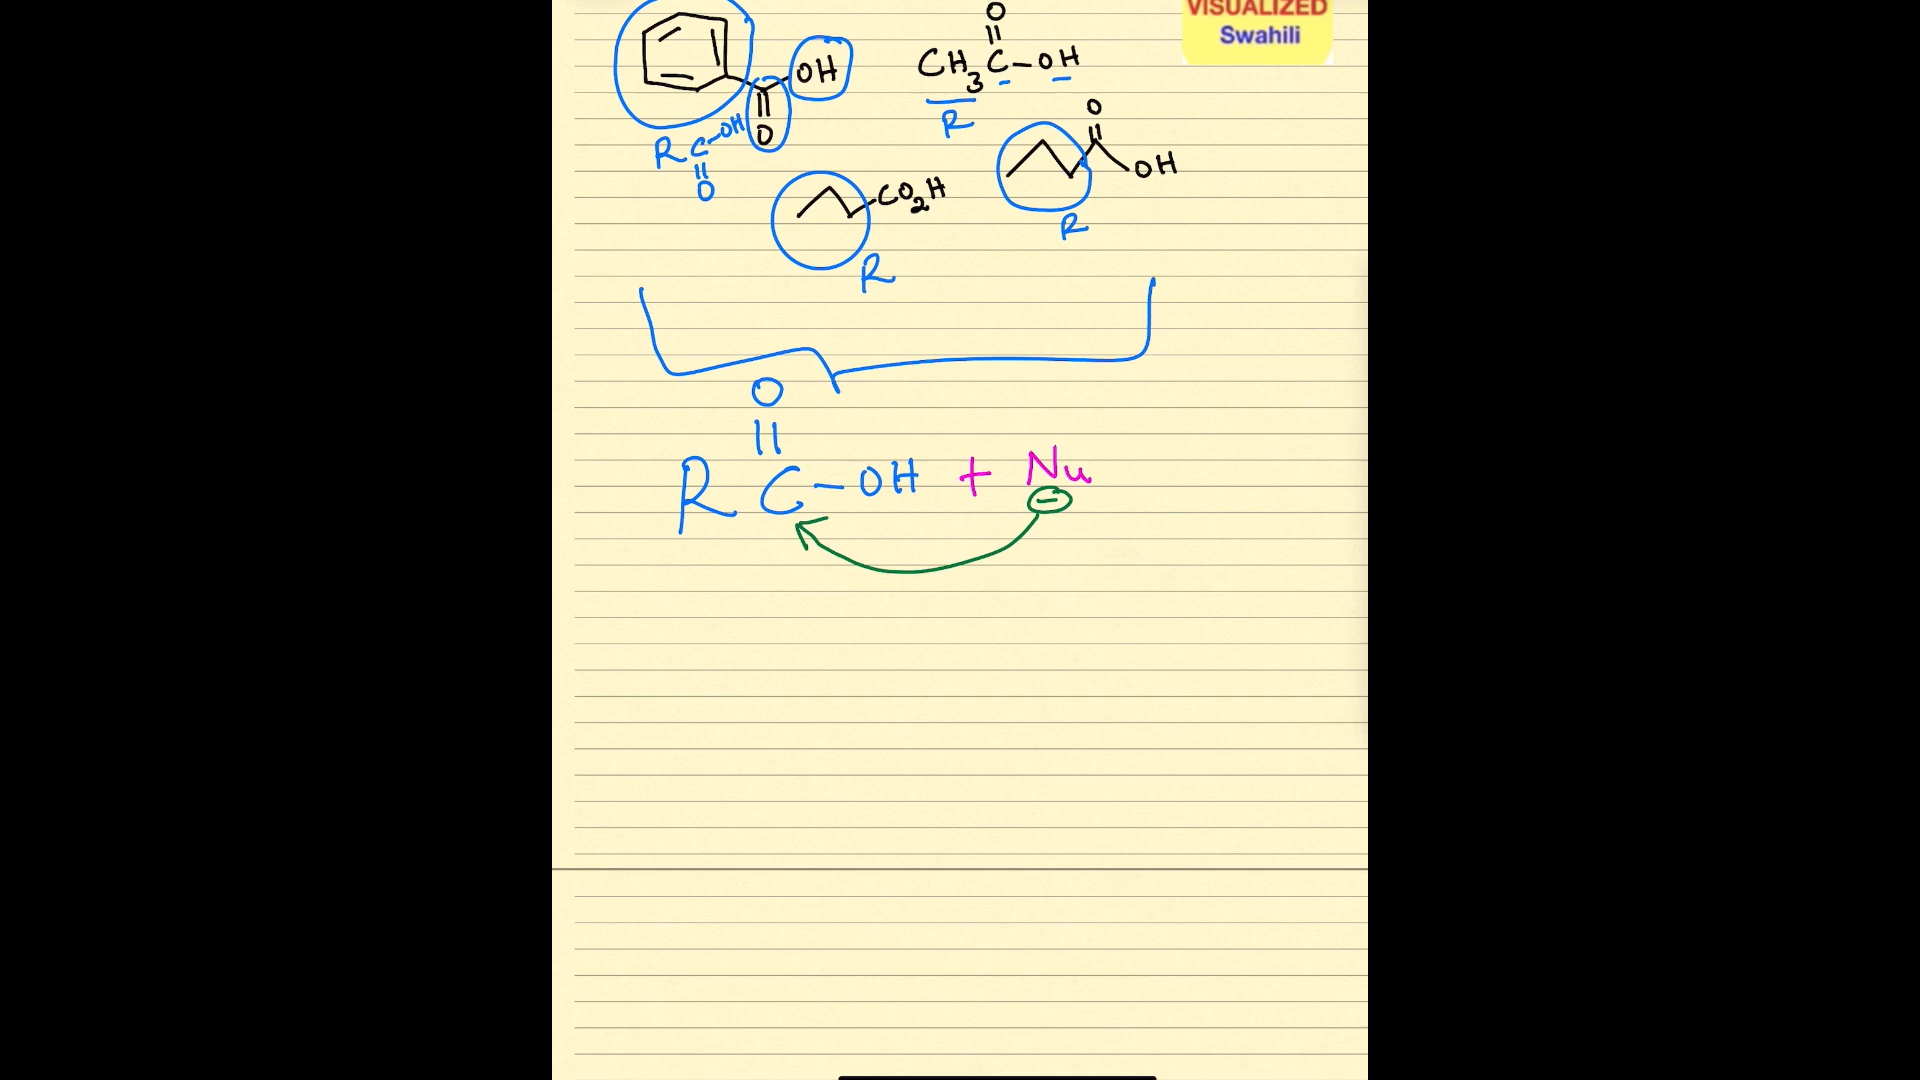 VISUALIZED
Swahili
OH
O
R C-OH
||
O
O
||
CH3C-OH
R
O
OH
R
CO2H
R
O
||
R C-OH + Nu
-